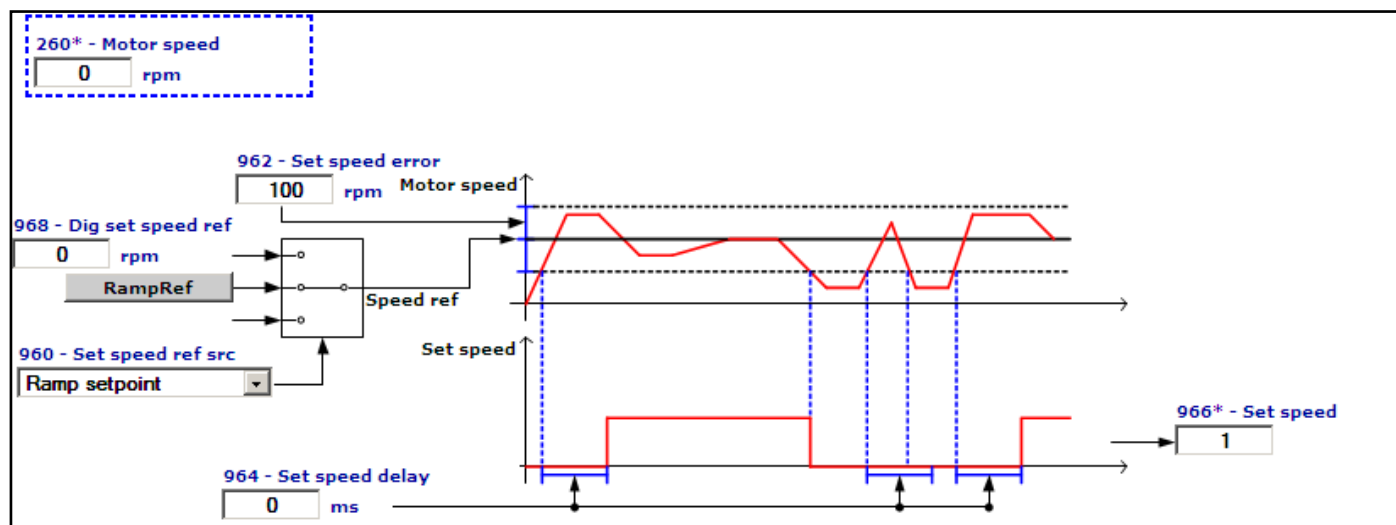 260* - Motor speed
0 rpm
962 - Set speed error
100 rpm
Motor speed
968 - Dig set speed ref
0 rpm
RampRef
Speed ref
960 - Set speed ref src
Ramp setpoint
Set speed
966* - Set speed
1
964 - Set speed delay
0 ms